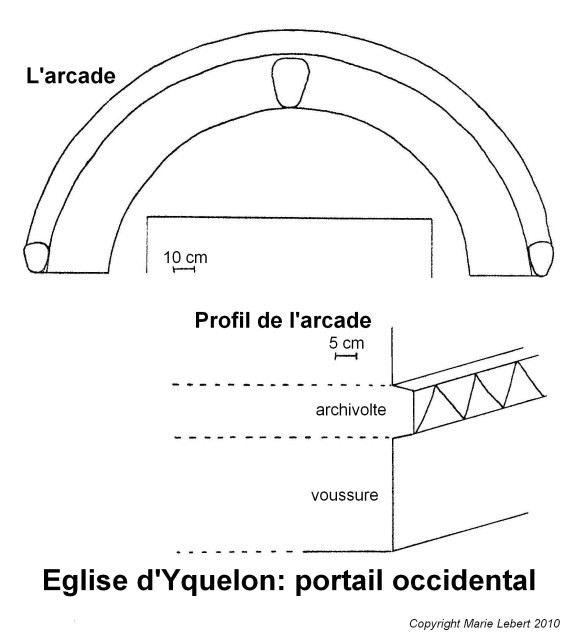 L'arcade
10 cm
Profil de l'arcade
5 cm
archivolte
voussure
Eglise d'Yquelon: portail occidental
Copyright Marie Lebert 2010